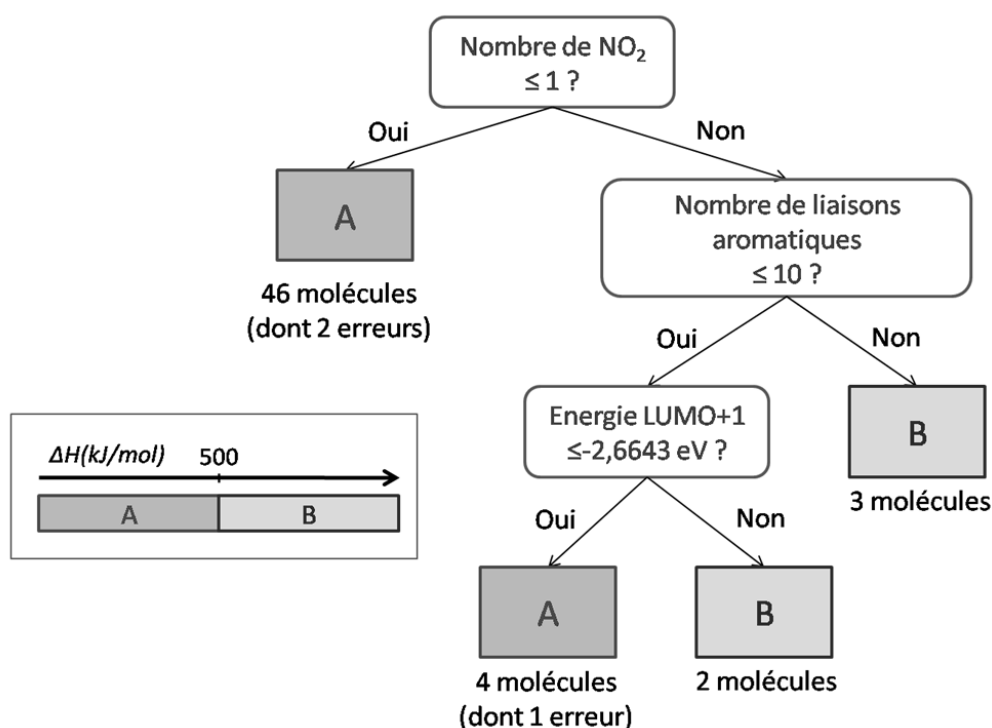 Nombre de NO₂
≤ 1 ?
Oui
Non
A
46 molécules
(dont 2 erreurs)
Nombre de liaisons
aromatiques
≤ 10 ?
Oui
Non
Energie LUMO+1
≤-2,6643 eV ?
B
3 molécules
Oui
Non
A
4 molécules
(dont 1 erreur)
B
2 molécules
ΔH(kJ/mol)
500
A
B